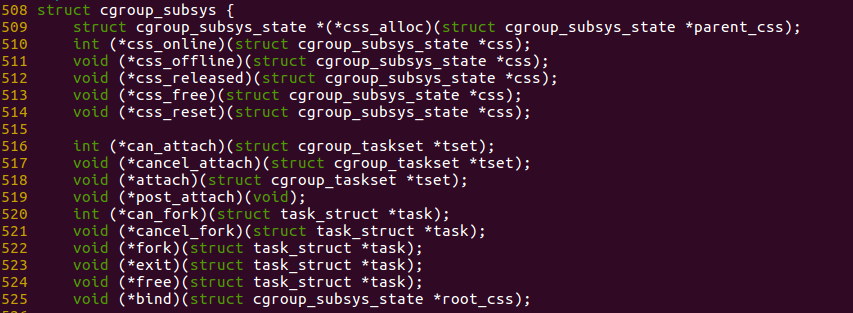 508 struct cgroup_subsys {
509     struct cgroup_subsys_state *(*css_alloc)(struct cgroup_subsys_state *parent_css);
510     int (*css_online)(struct cgroup_subsys_state *css);
511     void (*css_offline)(struct cgroup_subsys_state *css);
512     void (*css_released)(struct cgroup_subsys_state *css);
513     void (*css_free)(struct cgroup_subsys_state *css);
514     void (*css_reset)(struct cgroup_subsys_state *css);
515
516     int (*can_attach)(struct cgroup_taskset *tset);
517     void (*cancel_attach)(struct cgroup_taskset *tset);
518     void (*attach)(struct cgroup_taskset *tset);
519     void (*post_attach)(void);
520     int (*can_fork)(struct task_struct *task);
521     void (*cancel_fork)(struct task_struct *task);
522     void (*fork)(struct task_struct *task);
523     void (*exit)(struct task_struct *task);
524     void (*free)(struct task_struct *task);
525     void (*bind)(struct cgroup_subsys_state *root_css);